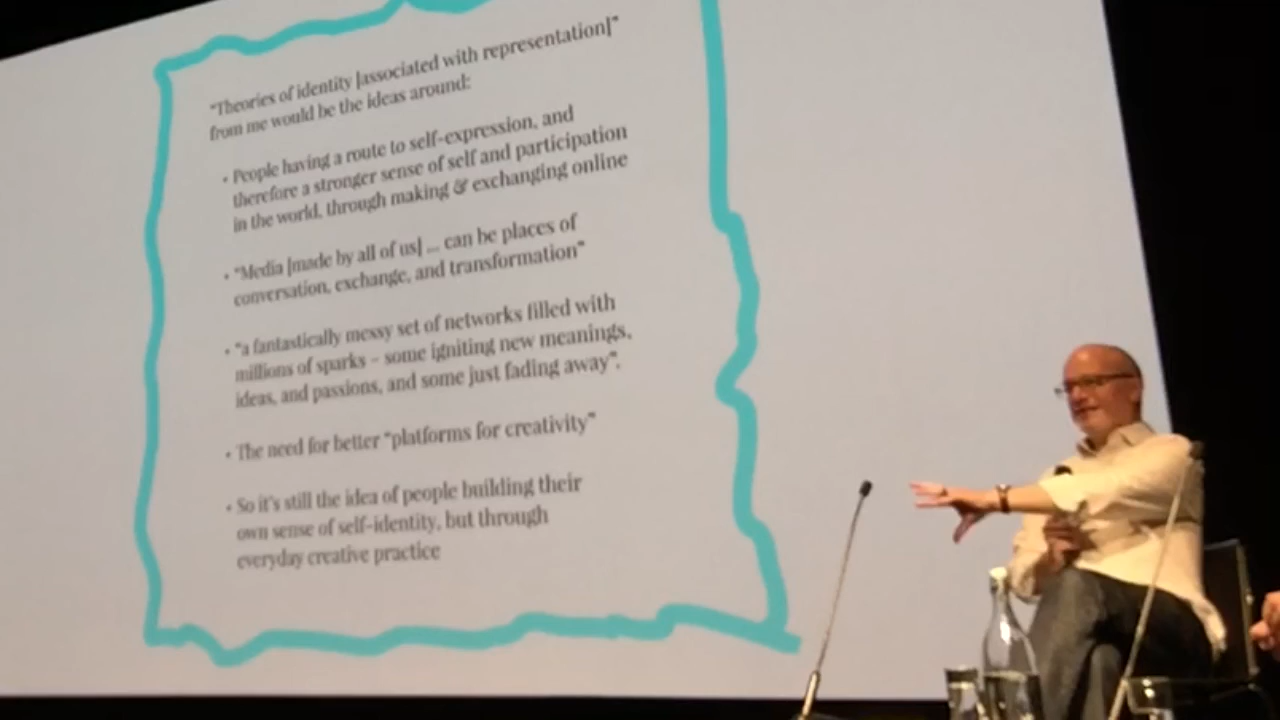 “Theories of identity [associated with representation]”
from me would be the ideas around:
• People having a route to self-expression, and
therefore a stronger sense of self and participation
in the world, through making & exchanging online
• “Media [made by all of us] ... can be places of
conversation, exchange, and transformation”
• “a fantastically messy set of networks filled with
millions of sparks – some igniting new meanings,
ideas, and passions, and some just fading away”.
• The need for better “platforms for creativity”
• So it’s still the idea of people building their
own sense of self-identity, but through
everyday creative practice